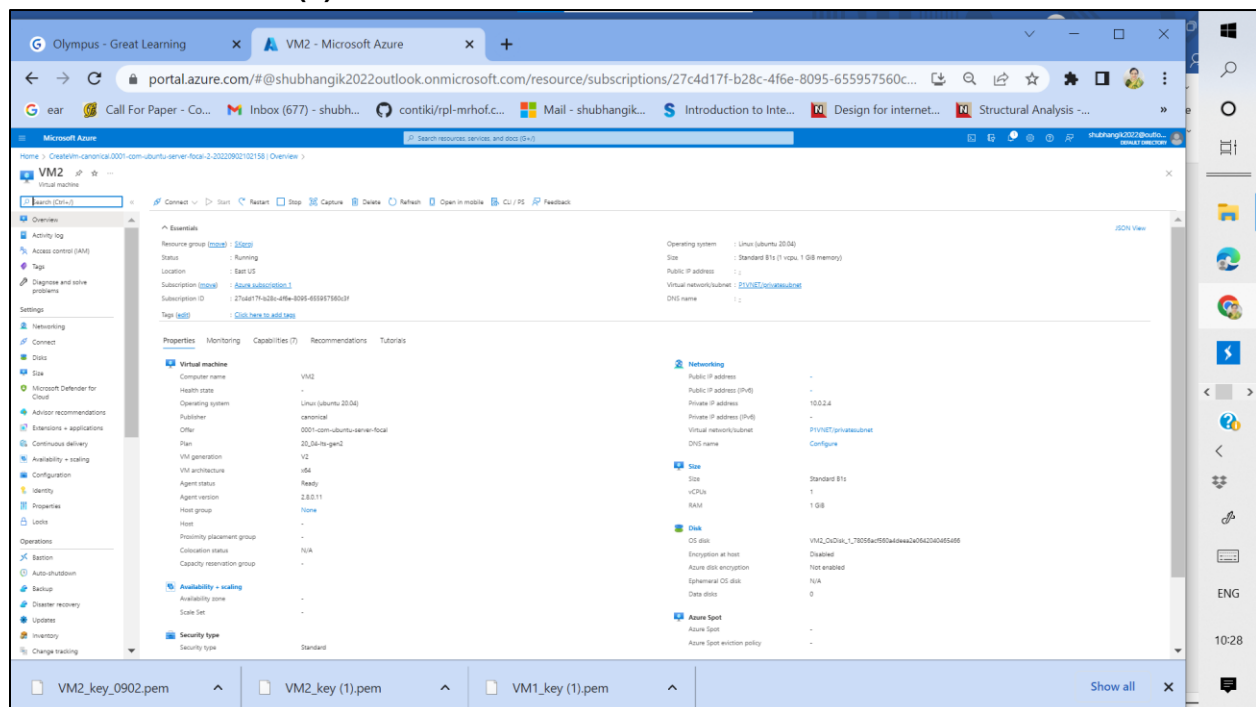 Olympus - Great Learning
VM2 - Microsoft Azure
portal.azure.com/#@shubhangik2022outlook.onmicrosoft.com/resource/subscriptions/27c4d17f-b28c-4f6e-8095-655957560c...
ear
Call For Paper - Co...
Inbox (677) - shubh...
contiki/rpl-mrhof.c...
Mail - shubhangik...
Introduction to Inte...
Design for internet...
Structural Analysis -...
»
Microsoft Azure
Search resources, services, and docs (G+/)
shubhangik2022@outlo...
DEFAULT DIRECTORY
Home > CreateVm-canonical.0001-com-ubuntu-server-focal-2-20220902102158 | Overview >
VM2
Virtual machine
Search (Ctrl+/)
«
Connect
Start
Restart
Stop
Capture
Delete
Refresh
Open in mobile
CLI / PS
Feedback
Overview
Activity log
Access control (IAM)
Tags
Diagnose and solve
problems
Settings
Networking
Connect
Disks
Size
Microsoft Defender for
Cloud
Advisor recommendations
Extensions + applications
Continuous delivery
Availability + scaling
Configuration
Identity
Properties
Locks
Operations
Bastion
Auto-shutdown
Backup
Disaster recovery
Updates
Inventory
Change tracking
Essentials
JSON View
Resource group (move) : SKproj
Status : Running
Location : East US
Subscription (move) : Azure subscription 1
Subscription ID : 27c4d17f-b28c-4f6e-8095-655957560c3f
Tags (edit) : Click here to add tags
Operating system : Linux (ubuntu 20.04)
Size : Standard B1s (1 vcpu, 1 GiB memory)
Public IP address : :
Virtual network/subnet : P1VNET/privatesubnet
DNS name : :
Properties
Monitoring
Capabilities (7)
Recommendations
Tutorials
Virtual machine
Computer name VM2
Health state -
Operating system Linux (ubuntu 20.04)
Publisher canonical
Offer 0001-com-ubuntu-server-focal
Plan 20_04-lts-gen2
VM generation V2
VM architecture x64
Agent status Ready
Agent version 2.8.0.11
Host group None
Host -
Proximity placement group -
Colocation status N/A
Capacity reservation group -
Availability + scaling
Availability zone -
Scale Set -
Security type
Security type Standard
Networking
Public IP address -
Public IP address (IPv6) -
Private IP address 10.0.2.4
Private IP address (IPv6) -
Virtual network/subnet P1VNET/privatesubnet
DNS name Configure
Size
Size Standard B1s
vCPUs 1
RAM 1 GiB
Disk
OS disk
Encryption at host Disabled
Azure disk encryption Not enabled
Ephemeral OS disk N/A
Data disks 0
Azure Spot
Azure Spot -
Azure Spot eviction policy -
VM2_key_0902.pem
VM2_key (1).pem
VM1_key (1).pem
Show all
ENG
10:28